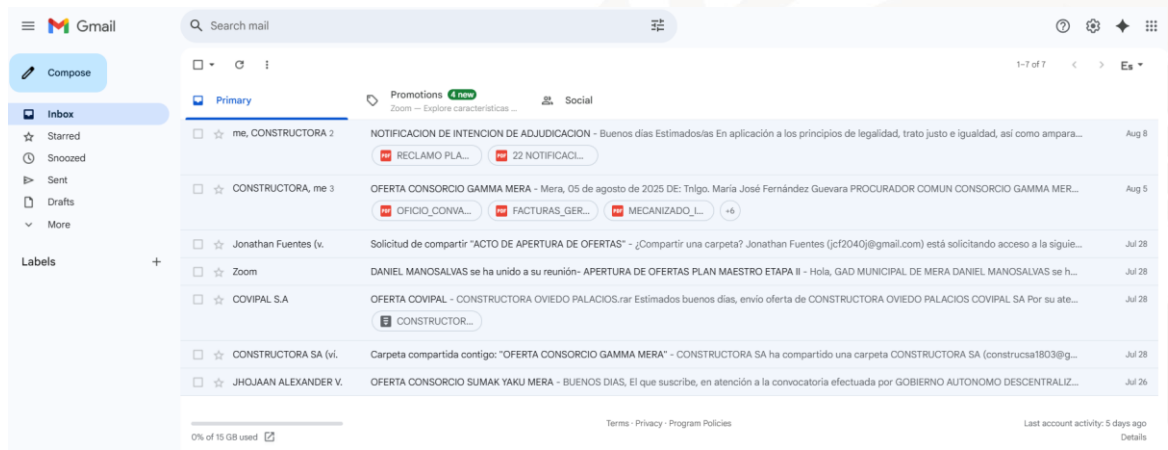 Gmail
Search mail
Compose
Inbox
Starred
Snoozed
Sent
Drafts
More
Labels
1–7 of 7
Es
Primary
Promotions 4 new
Zoom — Explore características ...
Social
me, CONSTRUCTORA 2 NOTIFICACION DE INTENCION DE ADJUDICACION - Buenos días Estimados/as En aplicación a los principios de legalidad, trato justo e igualdad, así como ampara... Aug 8
PDF RECLAMO PLA... PDF 22 NOTIFICACI...
CONSTRUCTORA, me 3 OFERTA CONSORCIO GAMMA MERA - Mera, 05 de agosto de 2025 DE: Tnlgo. María José Fernández Guevara PROCURADOR COMUN CONSORCIO GAMMA MER... Aug 5
PDF OFICIO_CONVA... PDF FACTURAS_GER... PDF MECANIZADO_I... +6
Jonathan Fuentes (v. Solicitud de compartir "ACTO DE APERTURA DE OFERTAS" - ¿Compartir una carpeta? Jonathan Fuentes (jcf2040j@gmail.com) está solicitando acceso a la siguie... Jul 28
Zoom DANIEL MANOSALVAS se ha unido a su reunión- APERTURA DE OFERTAS PLAN MAESTRO ETAPA II - Hola, GAD MUNICIPAL DE MERA DANIEL MANOSALVAS se h... Jul 28
COVIPAL S.A OFERTA COVIPAL - CONSTRUCTORA OVIEDO PALACIOS.rar Estimados buenos días, envío oferta de CONSTRUCTORA OVIEDO PALACIOS COVIPAL SA Por su ate... Jul 28
CONSTRUCTOR...
CONSTRUCTORA SA (ví. Carpeta compartida contigo: "OFERTA CONSORCIO GAMMA MERA" - CONSTRUCTORA SA ha compartido una carpeta CONSTRUCTORA SA (construcsa1803@g... Jul 28
JHOJAAN ALEXANDER V. OFERTA CONSORCIO SUMAK YAKU MERA - BUENOS DIAS, El que suscribe, en atención a la convocatoria efectuada por GOBIERNO AUTONOMO DESCENTRALIZ... Jul 26
0% of 15 GB used
Terms · Privacy · Program Policies
Last account activity: 5 days ago
Details